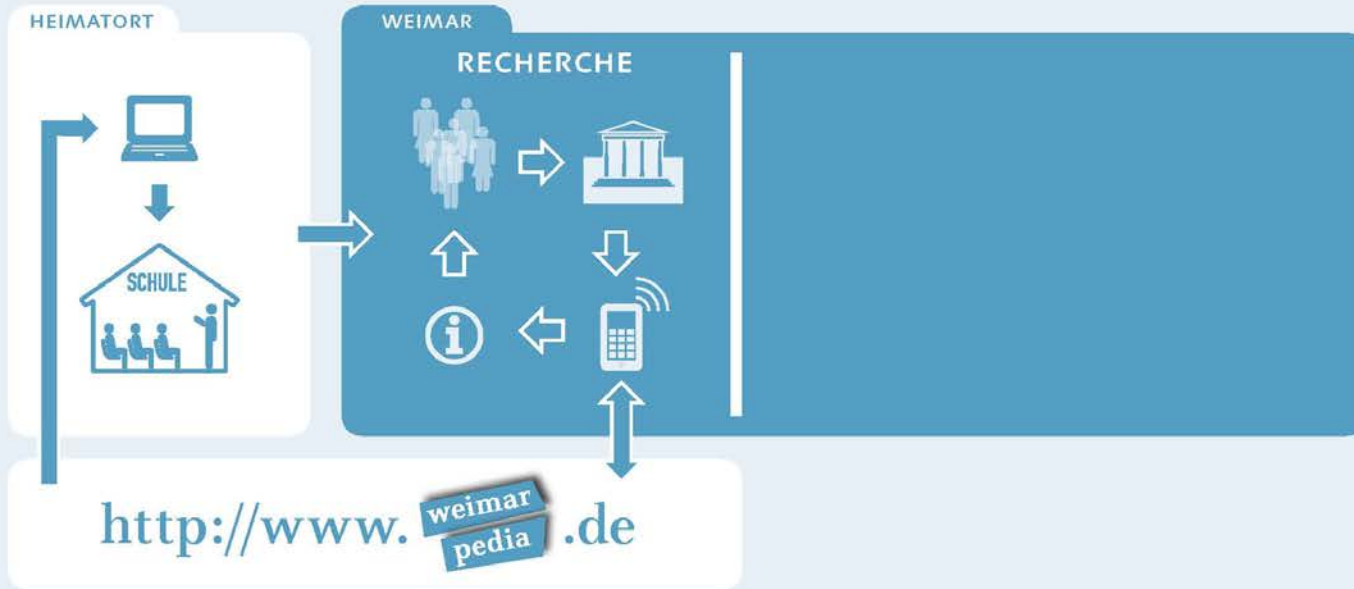 HEIMATORT
WEIMAR
RECHERCHE
SCHULE
http://www. weimar pedia .de